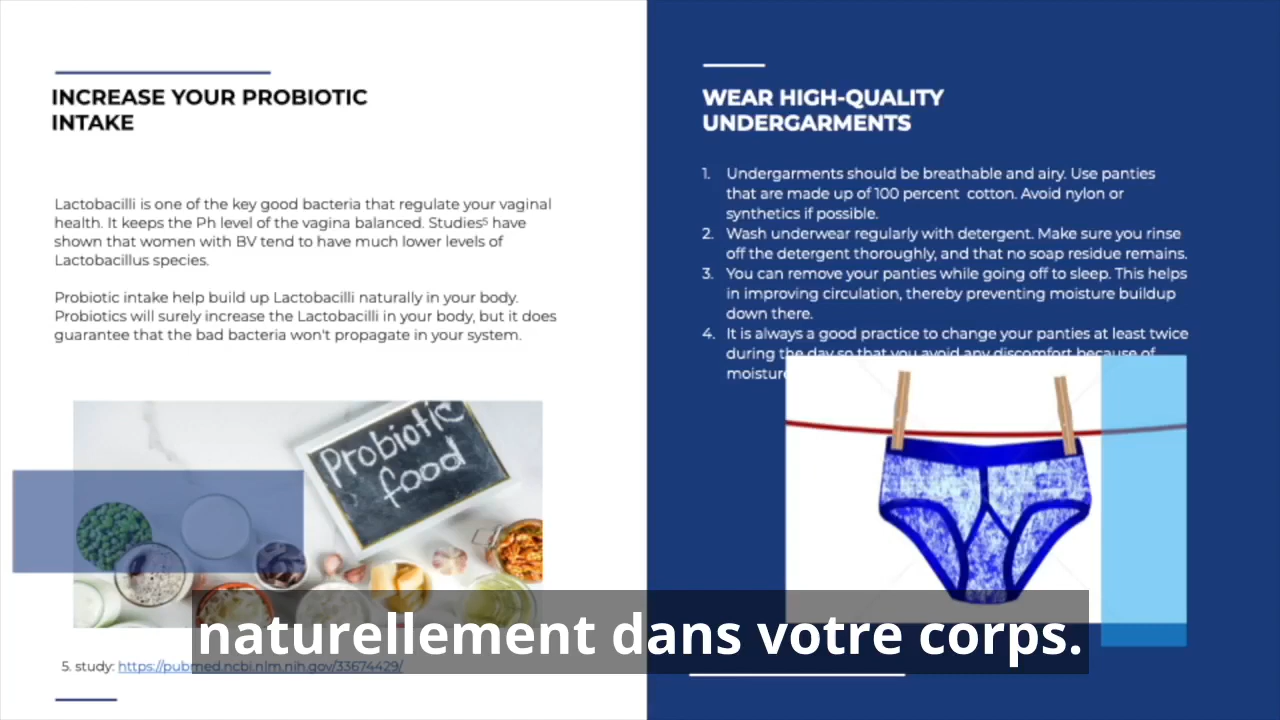 INCREASE YOUR PROBIOTIC
INTAKE
Lactobacilli is one of the key good bacteria that regulate your vaginal
health. It keeps the Ph level of the vagina balanced. Studies⁵ have
shown that women with BV tend to have much lower levels of
Lactobacillus species.
Probiotic intake help build up Lactobacilli naturally in your body.
Probiotics will surely increase the Lactobacilli in your body, but it does
guarantee that the bad bacteria won't propagate in your system.
Probiotic
food
5. study: https://pubmed.ncbi.nlm.nih.gov/33674429/
WEAR HIGH-QUALITY
UNDERGARMENTS
1. Undergarments should be breathable and airy. Use panties
that are made up of 100 percent cotton. Avoid nylon or
synthetics if possible.
2. Wash underwear regularly with detergent. Make sure you rinse
off the detergent thoroughly, and that no soap residue remains.
3. You can remove your panties while going off to sleep. This helps
in improving circulation, thereby preventing moisture buildup
down there.
4. It is always a good practice to change your panties at least twice
during the day so that you avoid any discomfort because of
moisture
naturellement dans votre corps.